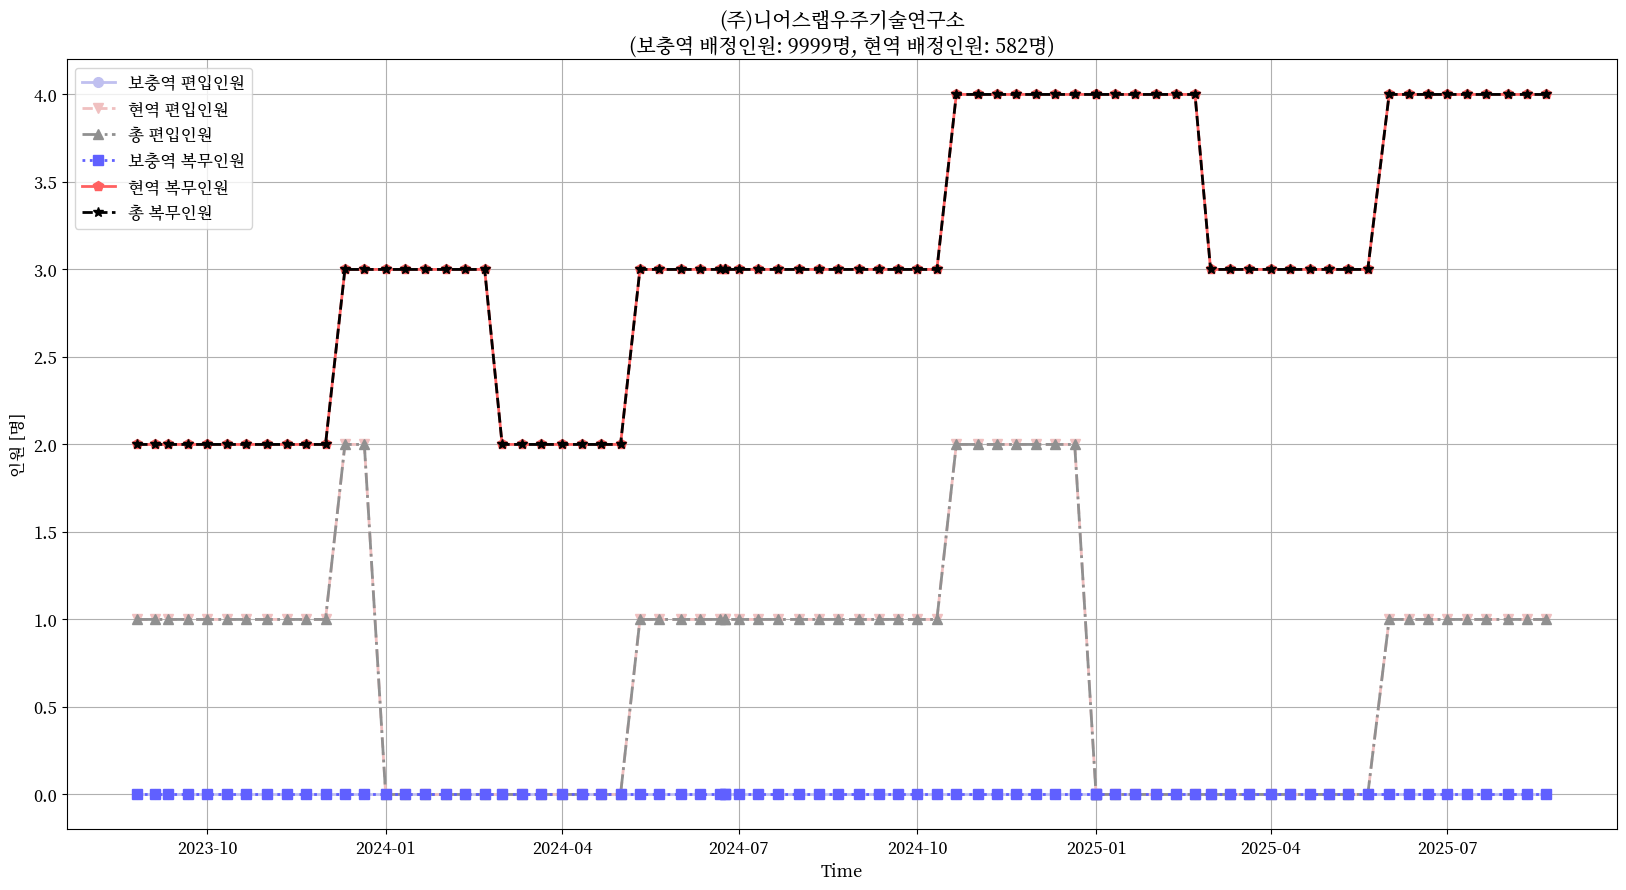 (주)니어스랩우주기술연구소
(보충역 배정인원: 9999명, 현역 배정인원: 582명)
보충역 편입인원
현역 편입인원
총 편입인원
보충역 복무인원
현역 복무인원
총 복무인원
4.0
3.5
3.0
2.5
2.0
1.5
1.0
0.5
0.0
인원 [명]
2023-10
2024-01
2024-04
2024-07
2024-10
2025-01
2025-04
2025-07
Time